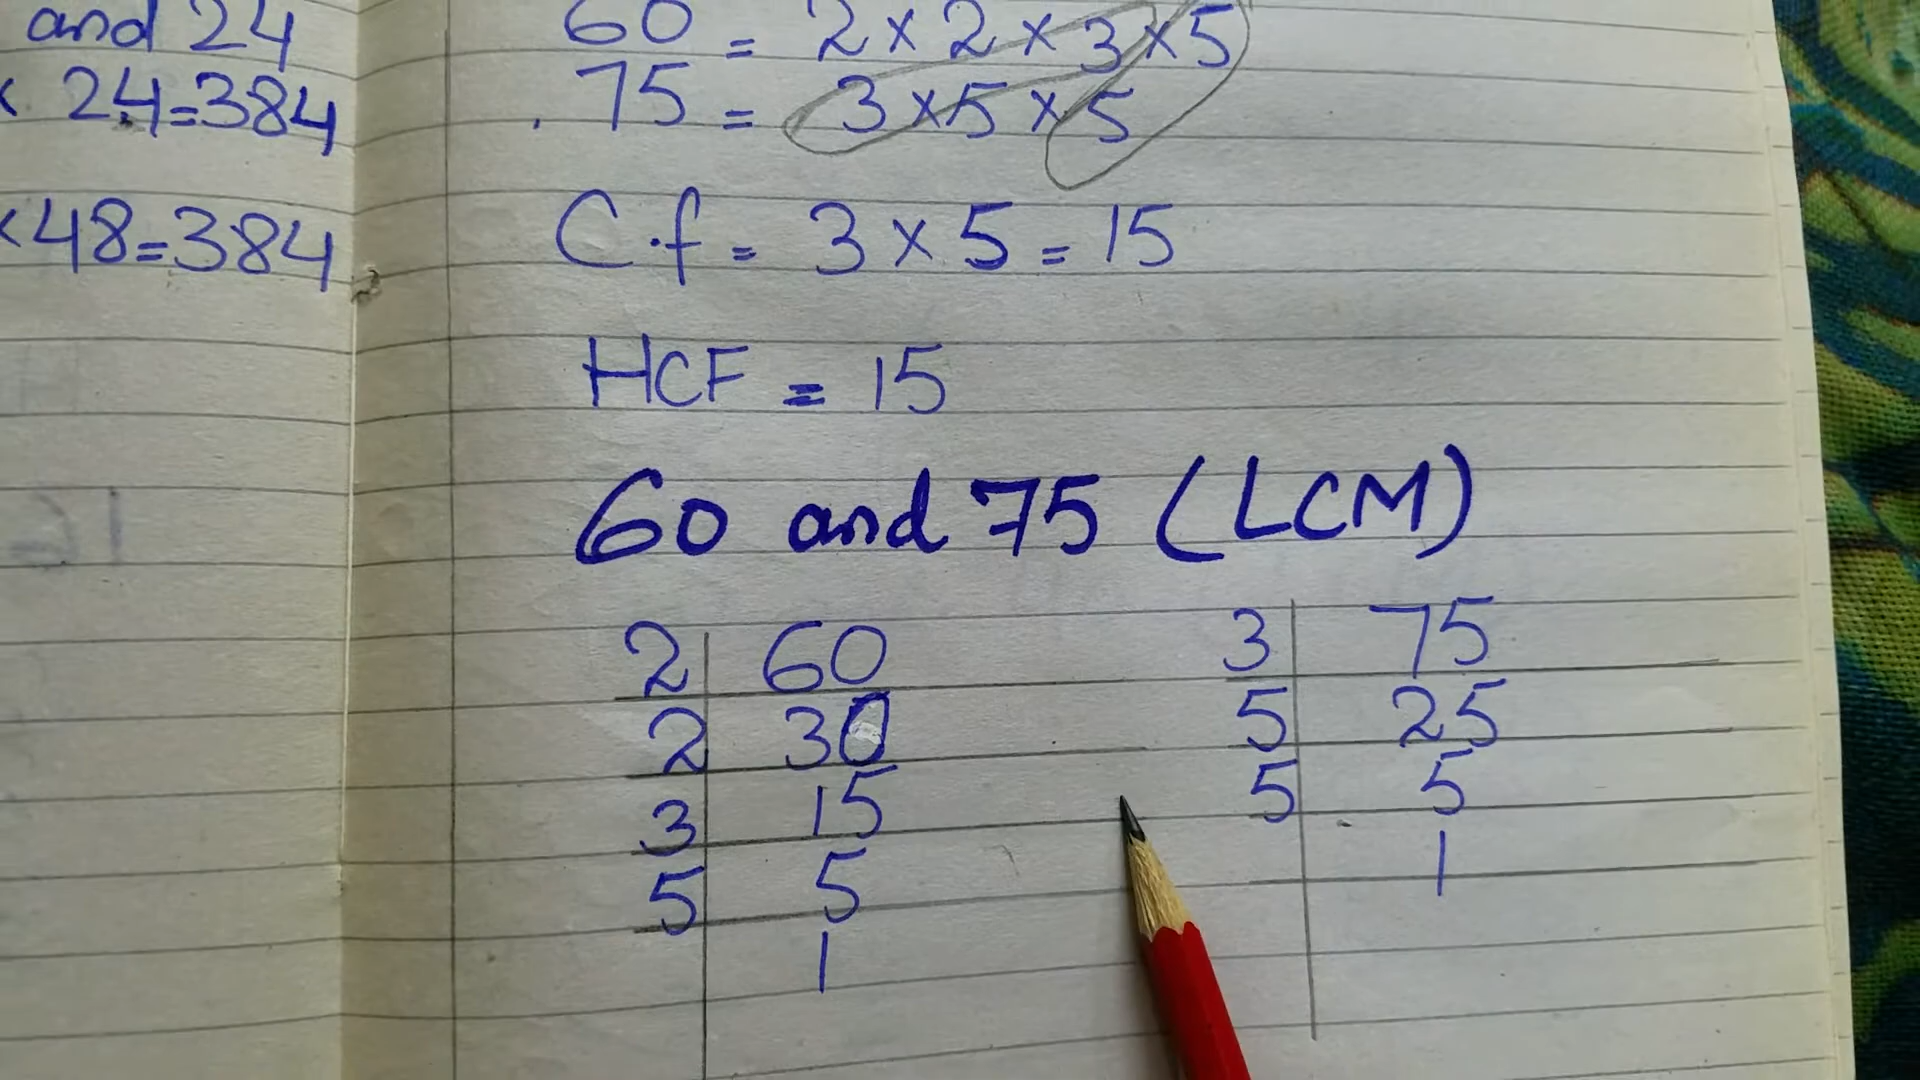 and 24
× 24=384
×48=384
60 = 2×2×3×5
75 = 3×5×5
C.f = 3×5=15
HCF = 15
60 and 75 (LCM)
2 60
2 30
3 15
5 5
1
3 75
5 25
5 5
1